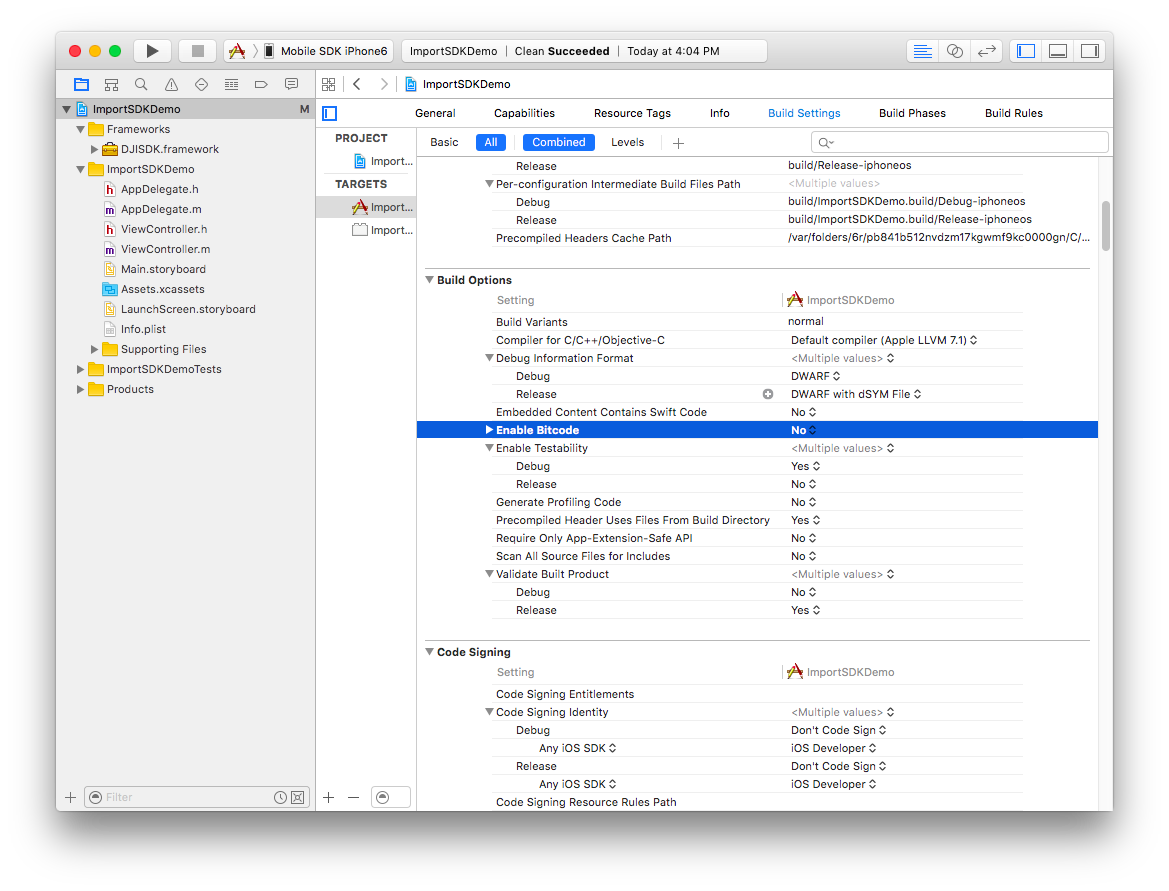 Mobile SDK iPhone6
ImportSDKDemo | Clean Succeeded | Today at 4:04 PM
ImportSDKDemo M
Frameworks
DJISDK.framework
ImportSDKDemo
h AppDelegate.h
m AppDelegate.m
h ViewController.h
m ViewController.m
Main.storyboard
Assets.xcassets
LaunchScreen.storyboard
Info.plist
Supporting Files
ImportSDKDemoTests
Products
Filter
ImportSDKDemo
General Capabilities Resource Tags Info Build Settings Build Phases Build Rules
PROJECT
Import...
TARGETS
Import...
Import...
Basic All Combined Levels
Release build/Release-iphoneos
Per-configuration Intermediate Build Files Path <Multiple values>
Debug build/ImportSDKDemo.build/Debug-iphoneos
Release build/ImportSDKDemo.build/Release-iphoneos
Precompiled Headers Cache Path /var/folders/6r/pb841b512nvdzm17kgwmf9kc0000gn/C/...
Build Options
Setting ImportSDKDemo
Build Variants normal
Compiler for C/C++/Objective-C Default compiler (Apple LLVM 7.1)
Debug Information Format <Multiple values>
Debug DWARF
Release DWARF with dSYM File
Embedded Content Contains Swift Code No
Enable Bitcode No
Enable Testability <Multiple values>
Debug Yes
Release No
Generate Profiling Code No
Precompiled Header Uses Files From Build Directory Yes
Require Only App-Extension-Safe API No
Scan All Source Files for Includes No
Validate Built Product <Multiple values>
Debug No
Release Yes
Code Signing
Setting ImportSDKDemo
Code Signing Entitlements
Code Signing Identity <Multiple values>
Debug Don't Code Sign
Any iOS SDK iOS Developer
Release Don't Code Sign
Any iOS SDK iOS Developer
Code Signing Resource Rules Path